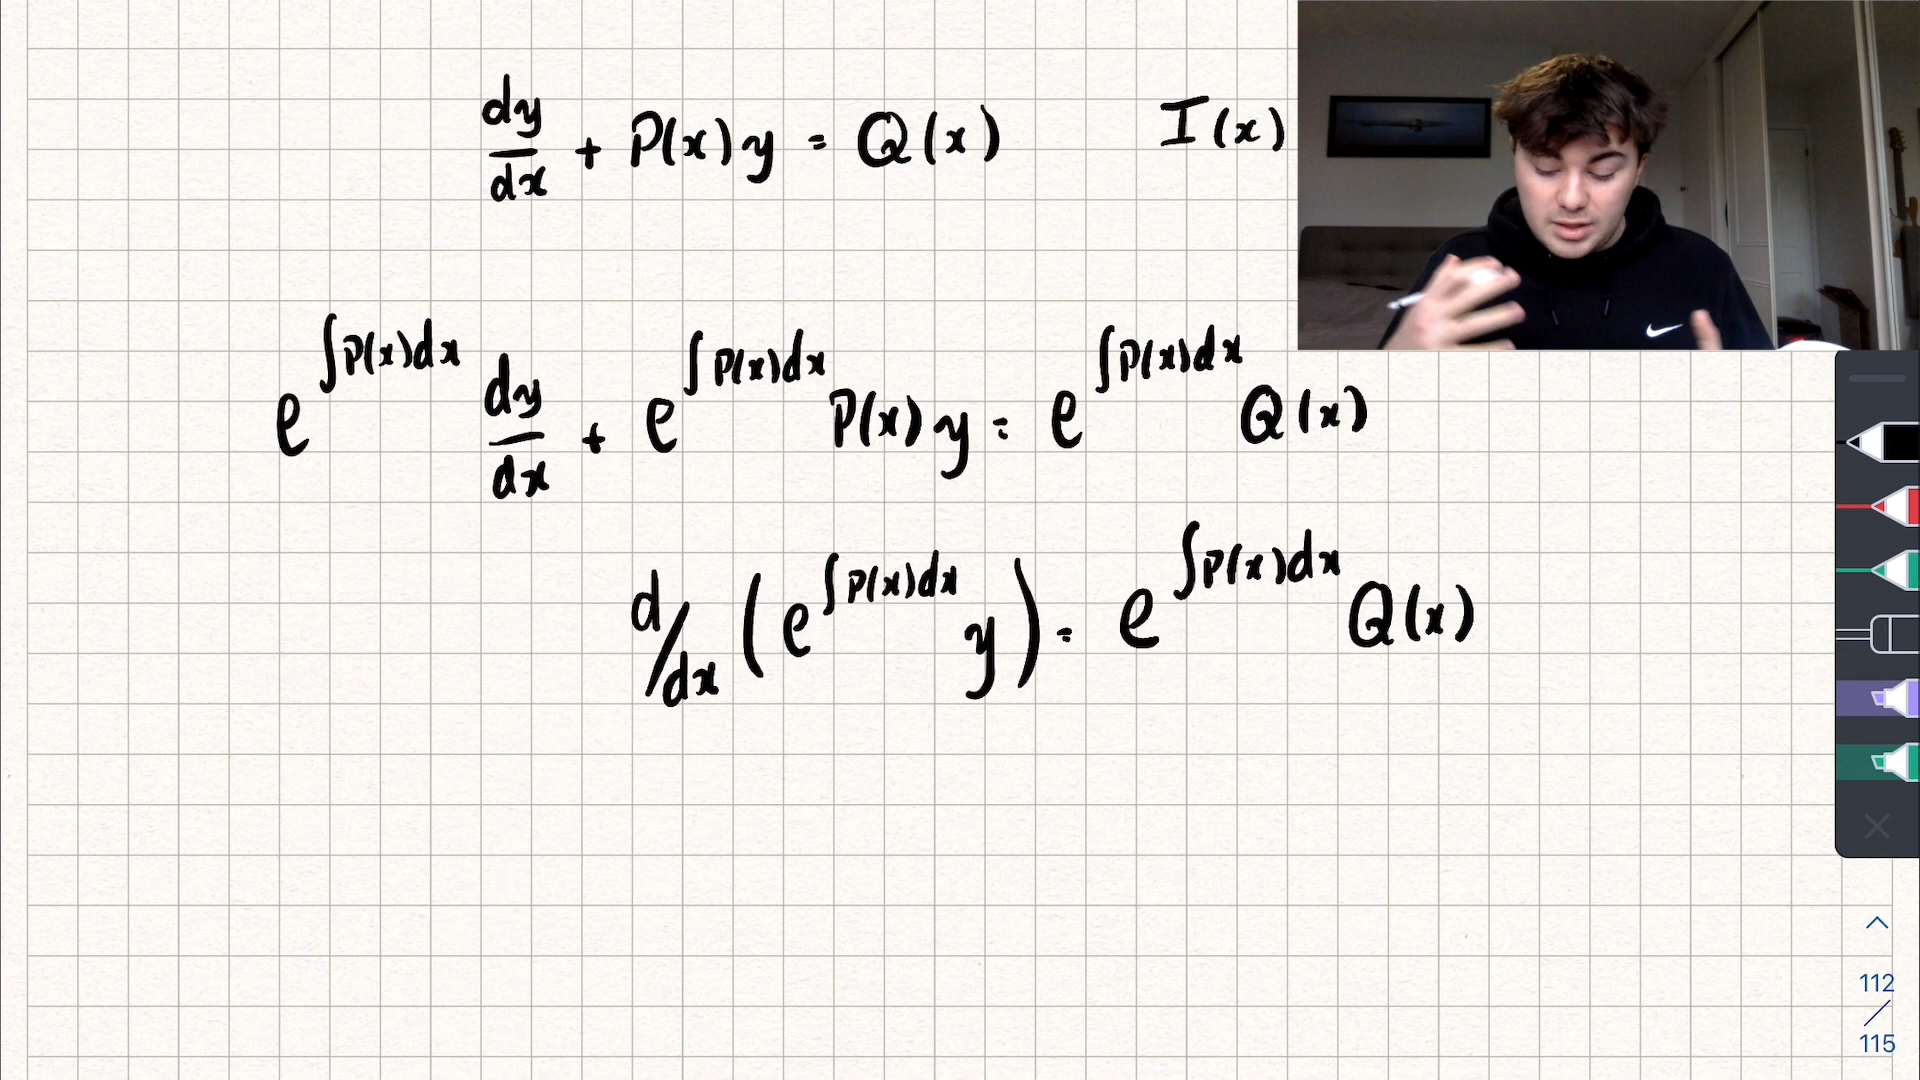 dy/dx + P(x)y = Q(x) I(x)
e^∫P(x)dx dy/dx + e^∫P(x)dx P(x)y = e^∫P(x)dx Q(x)
d/dx (e^∫P(x)dx y) = e^∫P(x)dx Q(x)
112
/
115